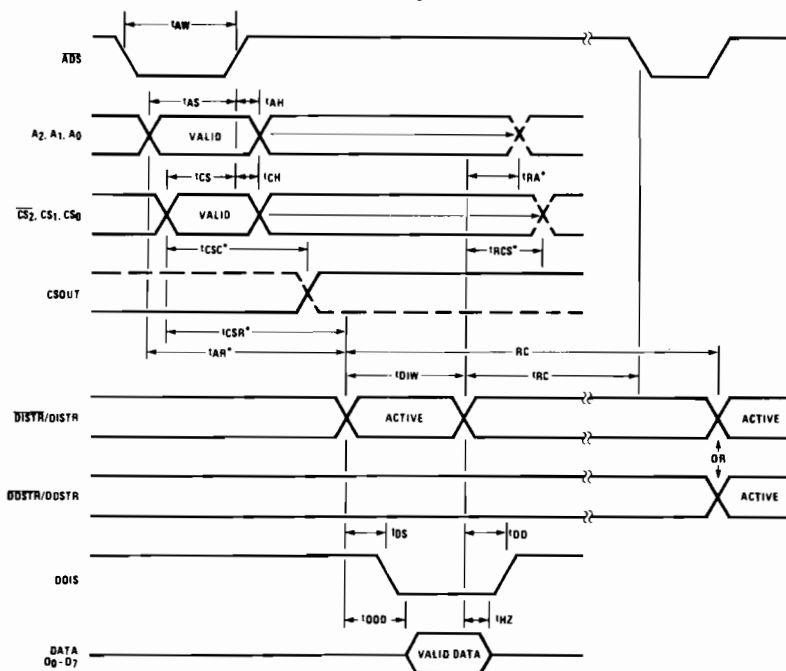 tAW
ADS
tAS tAH
A2, A1, A0 VALID
tRA*
tCS tCH
CS2, CS1, CS0 VALID
tCSC* tRCS*
CSOUT
tCSR*
tAR* RC
tDIW tRC
DISTR/DISTR ACTIVE ACTIVE
OR
DOSTR/DOSTR ACTIVE
tDS tDD
DOIS
tDDD tHZ
DATA VALID DATA
D0-D7